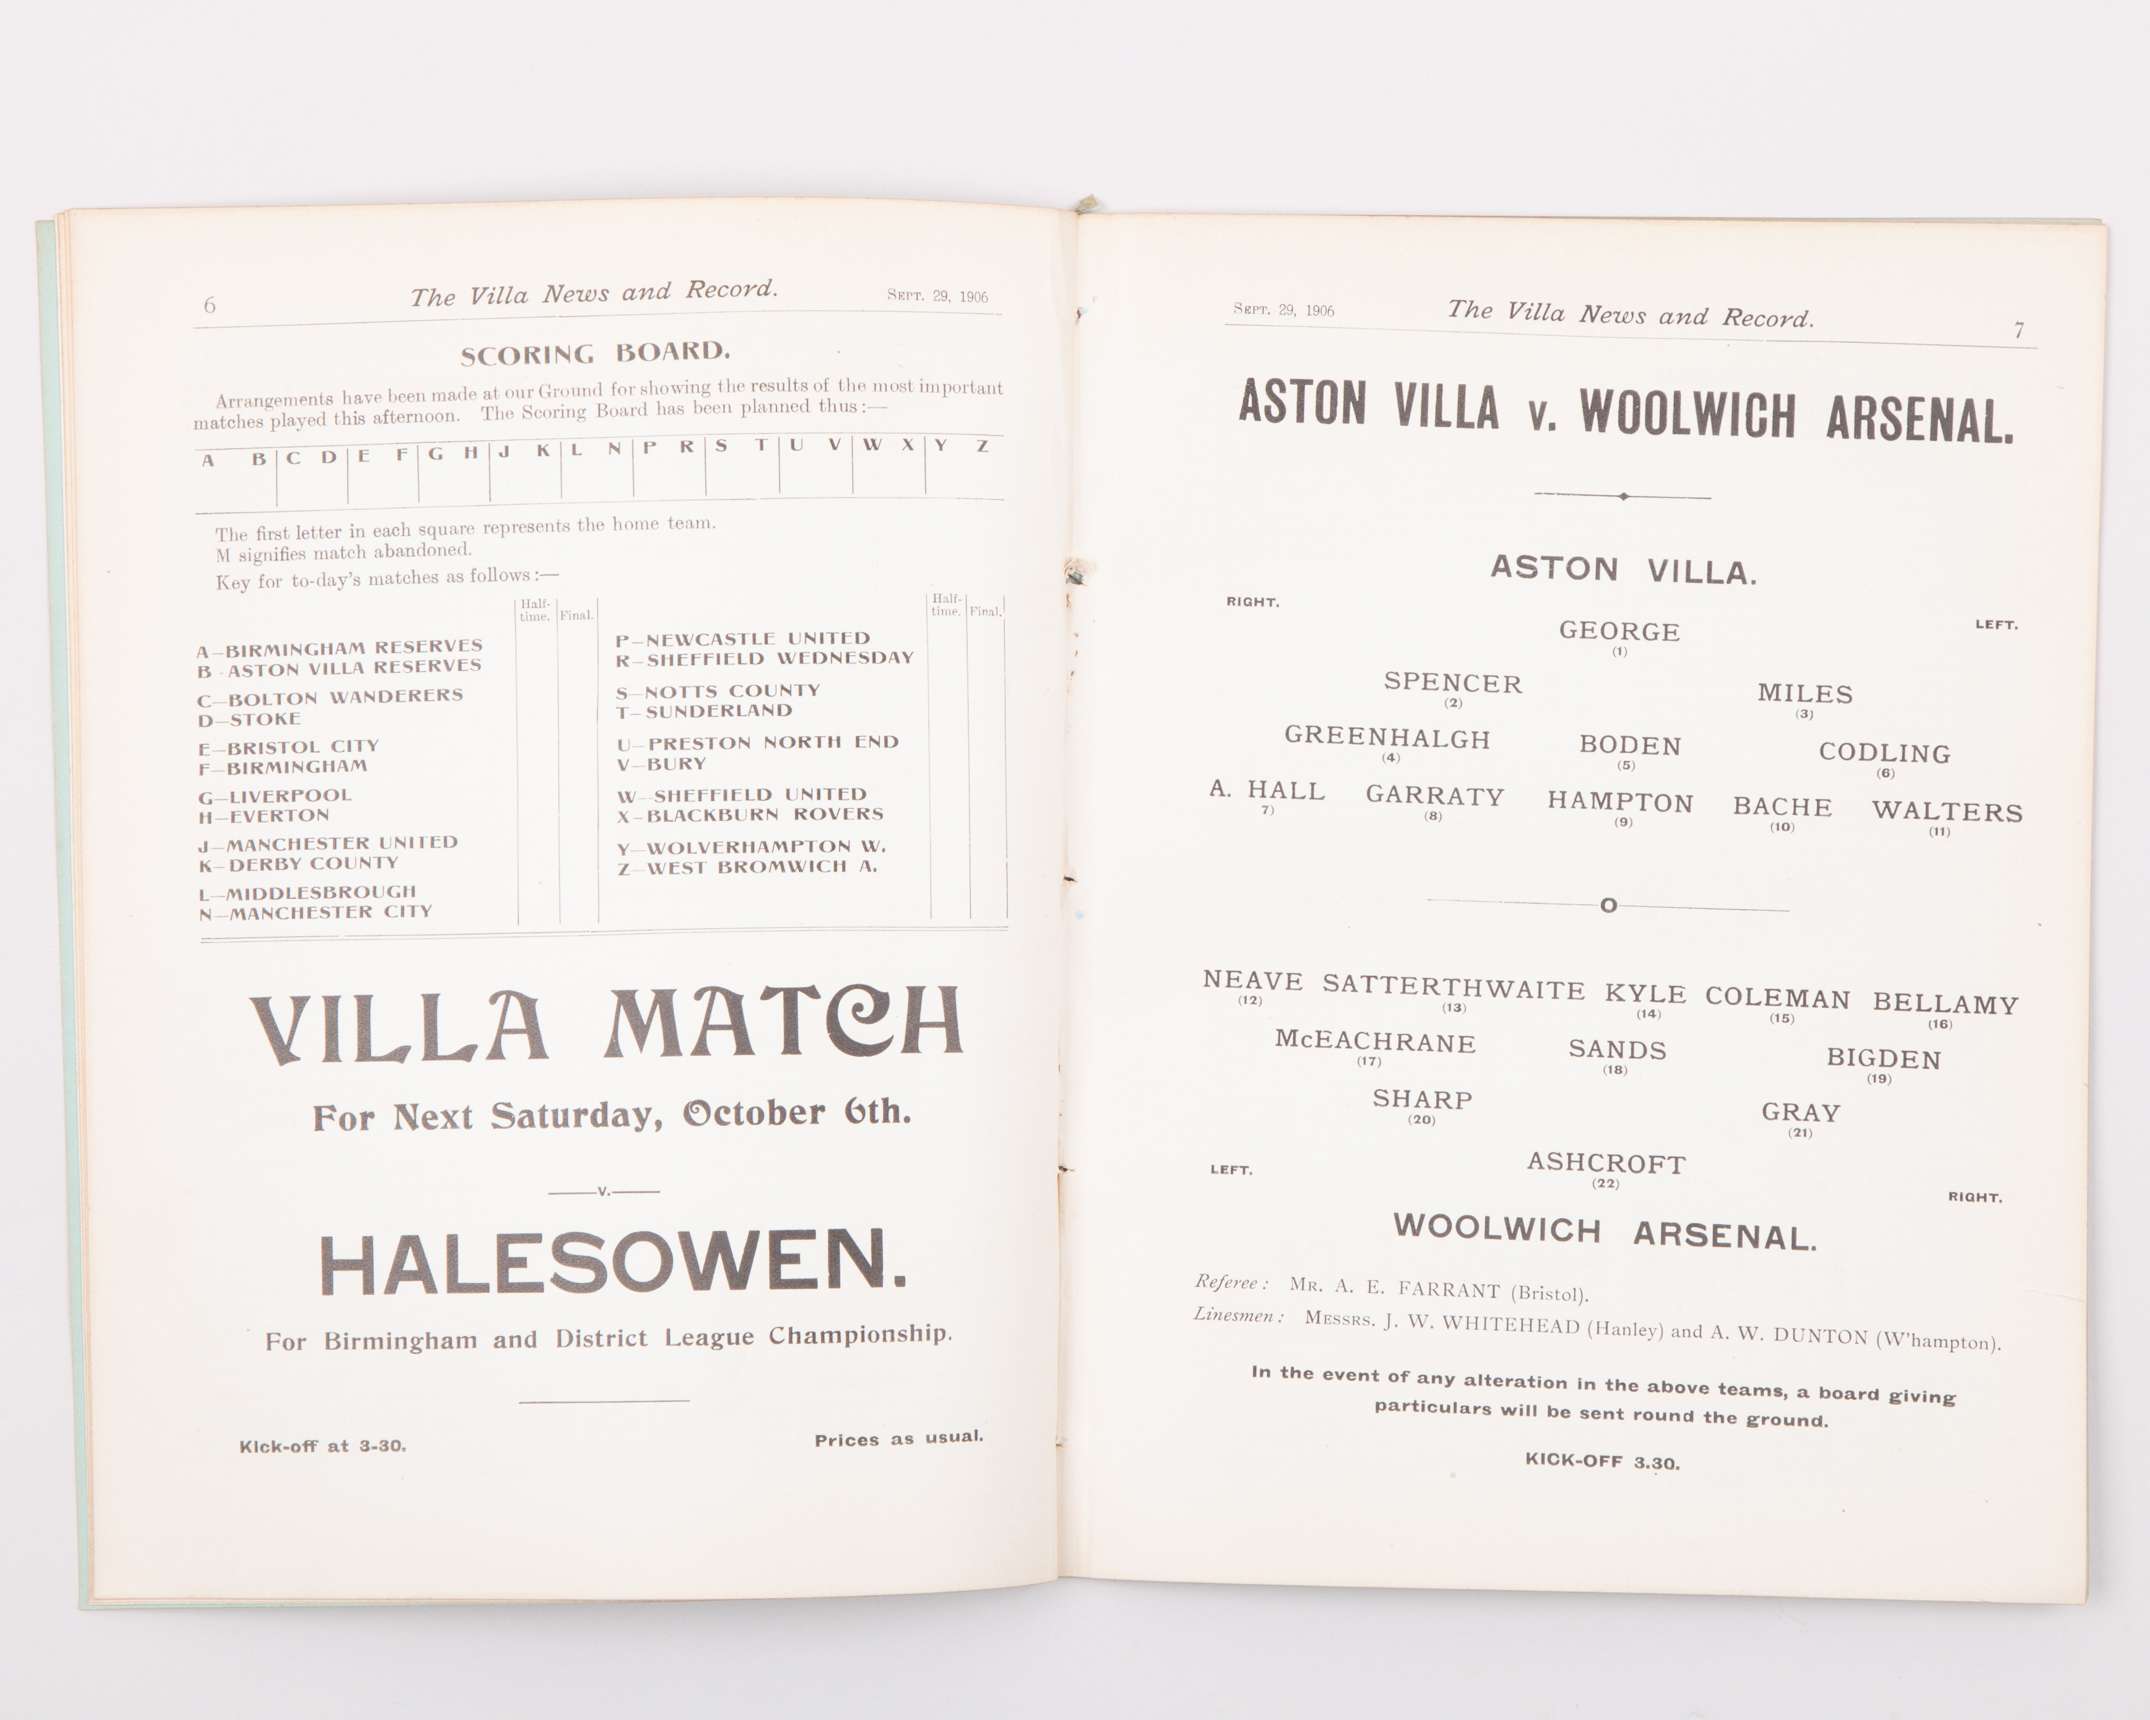 6 The Villa News and Record. SEPT. 29, 1906
SCORING BOARD.
Arrangements have been made at our Ground for showing the results of the most important
matches played this afternoon. The Scoring Board has been planned thus :—
A B C D E F G H J K L N P R S T U V W X Y Z
The first letter in each square represents the home team.
M signifies match abandoned.
Key for to-day's matches as follows :—
Half-time. Final.
A—BIRMINGHAM RESERVES
B-ASTON VILLA RESERVES
C—BOLTON WANDERERS
D—STOKE
E—BRISTOL CITY
F—BIRMINGHAM
G—LIVERPOOL
H—EVERTON
J—MANCHESTER UNITED
K—DERBY COUNTY
L—MIDDLESBROUGH
N—MANCHESTER CITY
Half-time. Final.
P—NEWCASTLE UNITED
R—SHEFFIELD WEDNESDAY
S—NOTTS COUNTY
T—SUNDERLAND
U—PRESTON NORTH END
V—BURY
W—SHEFFIELD UNITED
X—BLACKBURN ROVERS
Y—WOLVERHAMPTON W.
Z—WEST BROMWICH A.
VILLA MATCH
For Next Saturday, October 6th.
—v.—
HALESOWEN.
For Birmingham and District League Championship.
Kick-off at 3-30. Prices as usual.
SEPT. 29, 1906 The Villa News and Record. 7
ASTON VILLA v. WOOLWICH ARSENAL.
ASTON VILLA.
RIGHT. LEFT.
GEORGE
(1)
SPENCER MILES
(2) (3)
GREENHALGH BODEN CODLING
(4) (5) (6)
A. HALL GARRATY HAMPTON BACHE WALTERS
7) (8) (9) (10) (11)
NEAVE SATTERTHWAITE KYLE COLEMAN BELLAMY
(12) (13) (14) (15) (16)
McEACHRANE SANDS BIGDEN
(17) (18) (19)
SHARP GRAY
(20) (21)
ASHCROFT
(22)
LEFT. RIGHT.
WOOLWICH ARSENAL.
Referee : MR. A. E. FARRANT (Bristol).
Linesmen : MESSRS. J. W. WHITEHEAD (Hanley) and A. W. DUNTON (W'hampton).
In the event of any alteration in the above teams, a board giving
particulars will be sent round the ground.
KICK-OFF 3.30.